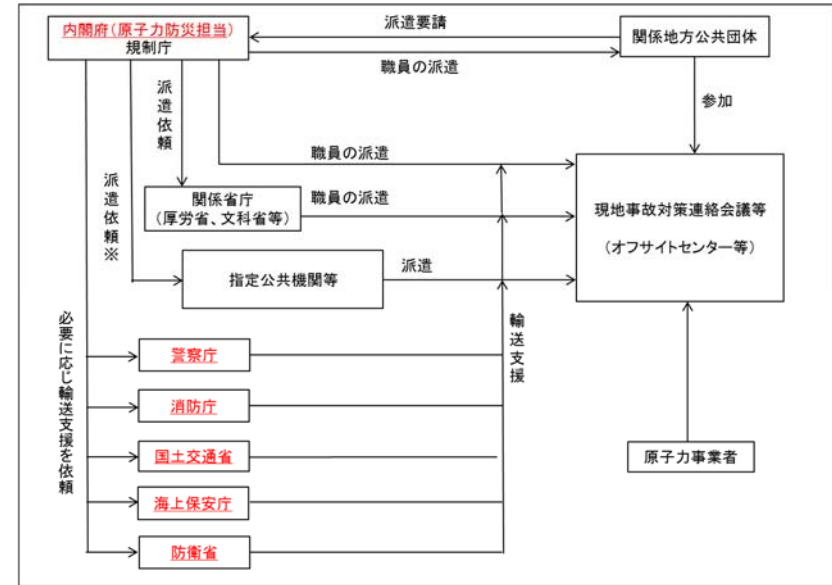 内閣府(原子力防災担当)
規制庁
派遣要請
関係地方公共団体
職員の派遣
派遣依頼
参加
派遣依頼※
職員の派遣
関係省庁
(厚労省、文科省等)
職員の派遣
現地事故対策連絡会議等
(オフサイトセンター等)
指定公共機関等
派遣
必要に応じ輸送支援を依頼
輸送支援
警察庁
消防庁
国土交通省
海上保安庁
防衛省
原子力事業者